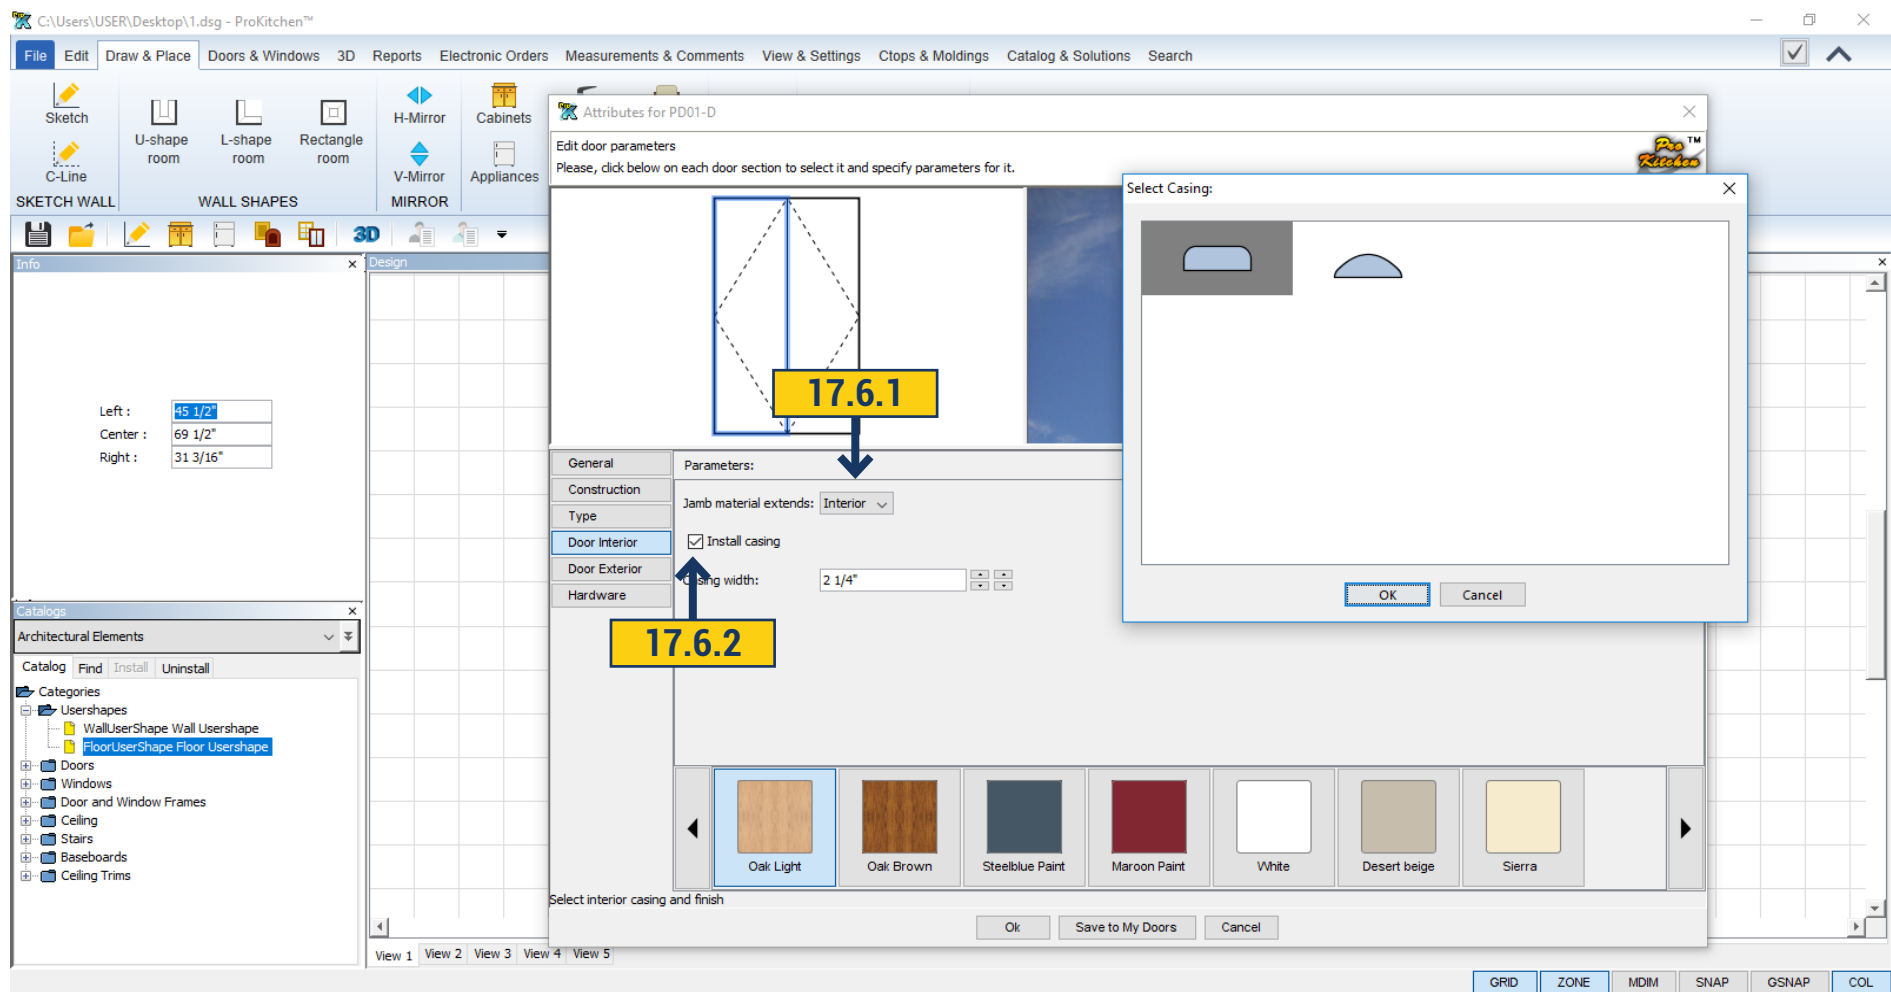 C:\Users\USER\Desktop\1.dsg - ProKitchen™
File Edit Draw & Place Doors & Windows 3D Reports Electronic Orders Measurements & Comments View & Settings Ctops & Moldings Catalog & Solutions Search
Sketch
C-Line
SKETCH WALL
U-shape room
L-shape room
Rectangle room
WALL SHAPES
H-Mirror
V-Mirror
MIRROR
Cabinets
Appliances
3D
Attributes for PD01-D
Edit door parameters
Please, click below on each door section to select it and specify parameters for it.
Pro Kitchen ™
Select Casing:
OK Cancel
Info
Left : 45 1/2"
Center : 69 1/2"
Right : 31 3/16"
Design
17.6.1
General
Construction
Type
Door Interior
Door Exterior
Hardware
Parameters:
Jamb material extends: Interior
Install casing
Casing width: 2 1/4"
17.6.2
Catalogs
Architectural Elements
Catalog Find Install Uninstall
Categories
Usershapes
WallUserShape Wall Usershape
FloorUserShape Floor Usershape
Doors
Windows
Door and Window Frames
Ceiling
Stairs
Baseboards
Ceiling Trims
Oak Light
Oak Brown
Steelblue Paint
Maroon Paint
White
Desert beige
Sierra
Select interior casing and finish
Ok Save to My Doors Cancel
View 1 View 2 View 3 View 4 View 5
GRID ZONE MDIM SNAP GSNAP COL